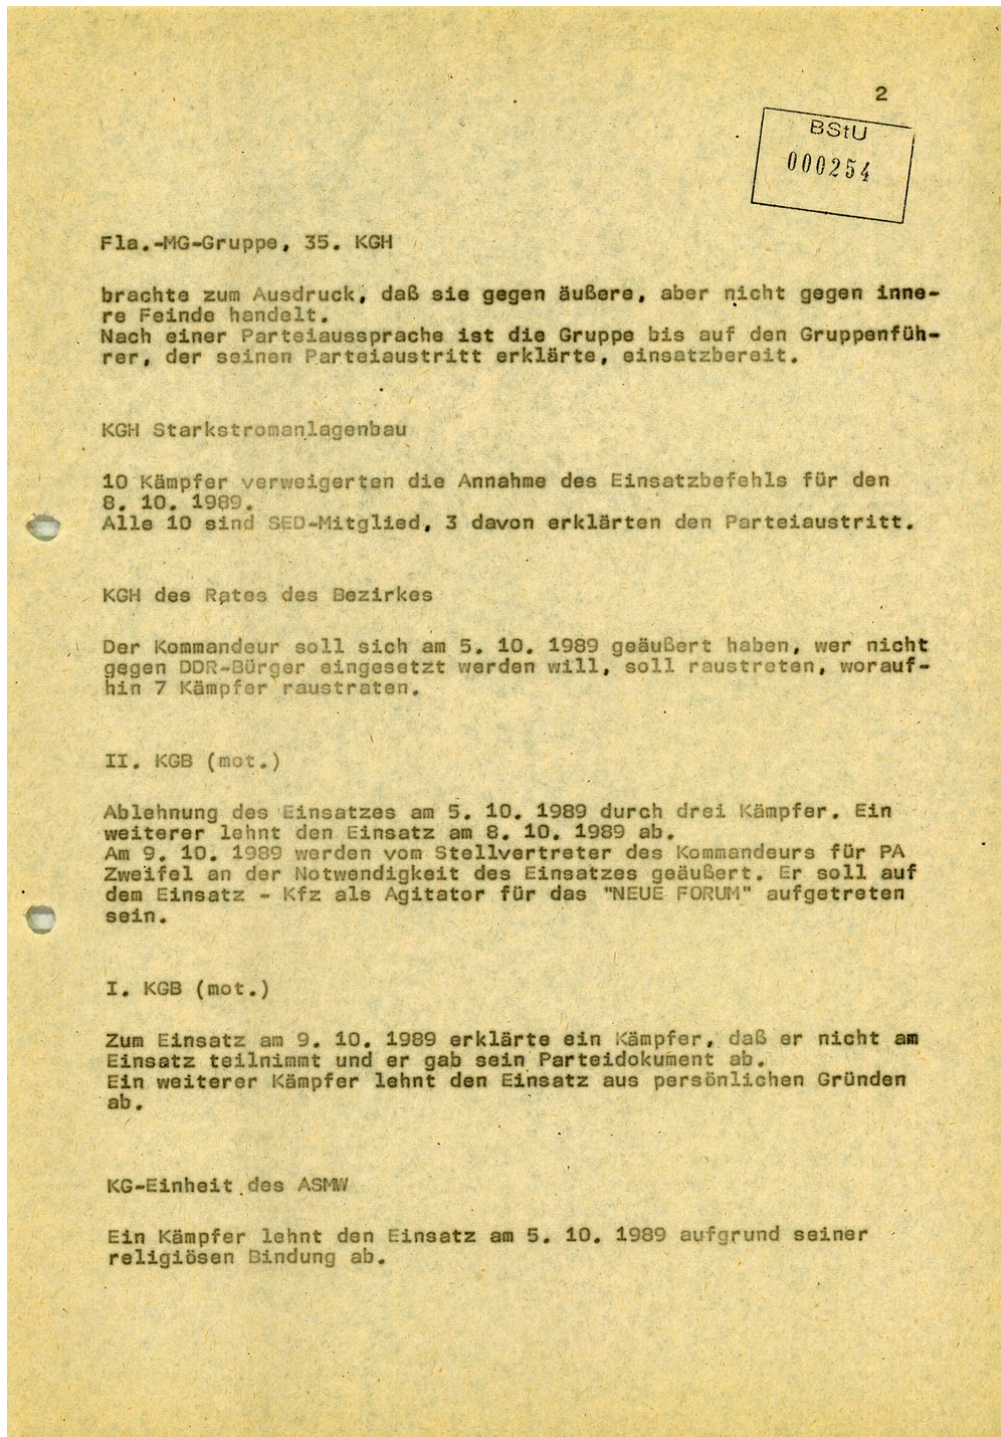 2
BStU
000254
Fla.-MG-Gruppe, 35. KGH
brachte zum Ausdruck, daß sie gegen äußere, aber nicht gegen inne-
re Feinde handelt.
Nach einer Parteiaussprache ist die Gruppe bis auf den Gruppenfüh-
rer, der seinen Parteiaustritt erklärte, einsatzbereit.
KGH Starkstromanlagenbau
10 Kämpfer verweigerten die Annahme des Einsatzbefehls für den
8. 10. 1989.
Alle 10 sind SED-Mitglied, 3 davon erklärten den Parteiaustritt.
KGH des Rates des Bezirkes
Der Kommandeur soll sich am 5. 10. 1989 geäußert haben, wer nicht
gegen DDR-Bürger eingesetzt werden will, soll raustreten, worauf-
hin 7 Kämpfer raustraten.
II. KGB (mot.)
Ablehnung des Einsatzes am 5. 10. 1989 durch drei Kämpfer. Ein
weiterer lehnt den Einsatz am 8. 10. 1989 ab.
Am 9. 10. 1989 werden vom Stellvertreter des Kommandeurs für PA
Zweifel an der Notwendigkeit des Einsatzes geäußert. Er soll auf
dem Einsatz - Kfz als Agitator für das "NEUE FORUM" aufgetreten
sein.
I. KGB (mot.)
Zum Einsatz am 9. 10. 1989 erklärte ein Kämpfer, daß er nicht am
Einsatz teilnimmt und er gab sein Parteidokument ab.
Ein weiterer Kämpfer lehnt den Einsatz aus persönlichen Gründen
ab.
KG-Einheit des ASMW
Ein Kämpfer lehnt den Einsatz am 5. 10. 1989 aufgrund seiner
religiösen Bindung ab.